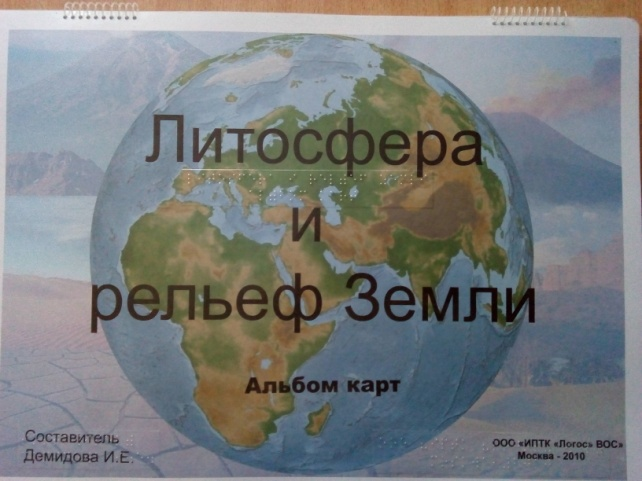 Литосфера
и
рельеф Земли
Альбом карт
Составитель
Демидова И.Е.
ООО «ИПТК «Логос» ВОС»
Москва - 2010